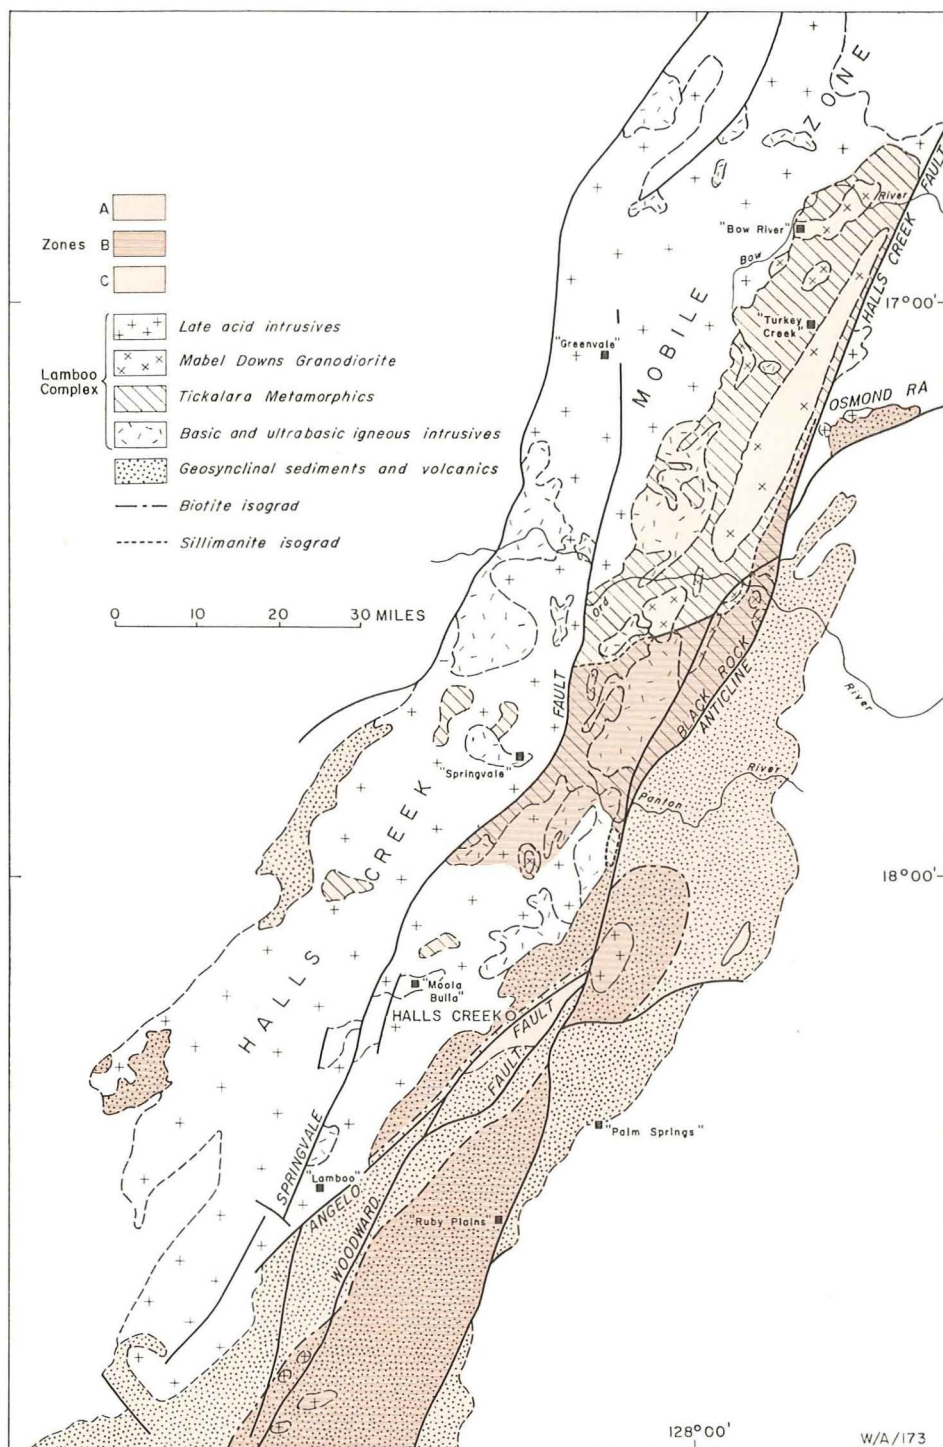 ZONE
FAULT
River
"Bow River"
Bow
HALLS CREEK
17°00'
A
Zones B
C
Lamboo
Complex
Late acid intrusives
Mabel Downs Granodiorite
Tickalara Metamorphics
Basic and ultrabasic igneous intrusives
Geosynclinal sediments and volcanics
Biotite isograd
Sillimanite isograd
0 10 20 30 MILES
MOBILE
"Greenvale"
"Turkey
Creek"
OSMOND RA
Ord
River
FAULT
BLACK ROCK
ANTICLINE
"Springvale"
River
Panton
CREEK
18°00'
HALLS
"Moola
Bulla"
HALLS CREEK
FAULT
FAULT
"Palm Springs"
SPRINGVALE
"Lamboo"
ANGELO
WOODWARD
"Ruby Plains"
128°00'
W/A/173